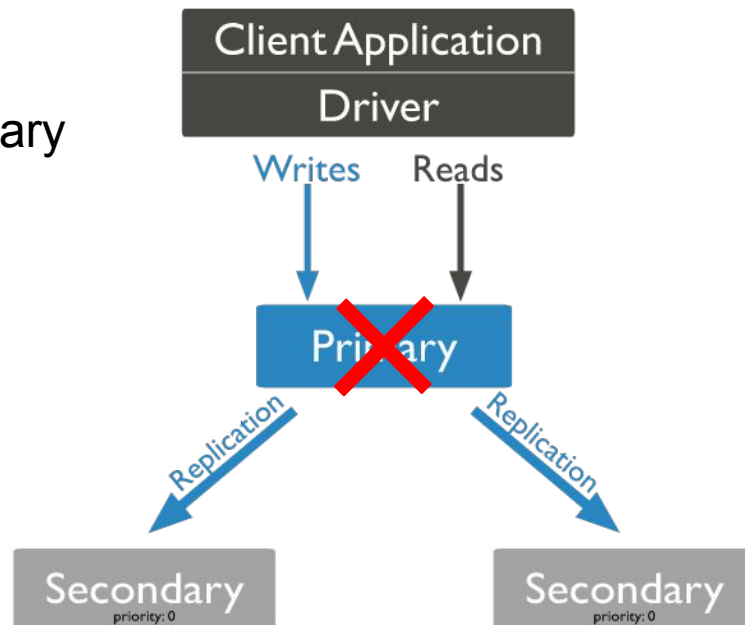 Client Application
ary
Driver
Writes
Reads
Primary
Replication
Replication
Secondary
priority: 0
Secondary
priority: 0